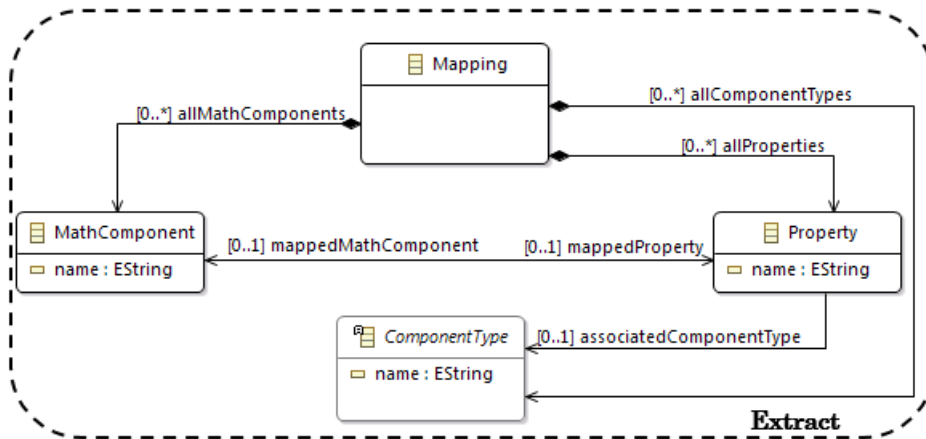 Mapping
[0..*] allMathComponents
[0..*] allComponentTypes
[0..*] allProperties
MathComponent
name : EString
[0..1] mappedMathComponent
[0..1] mappedProperty
Property
name : EString
ComponentType
name : EString
[0..1] associatedComponentType
Extract